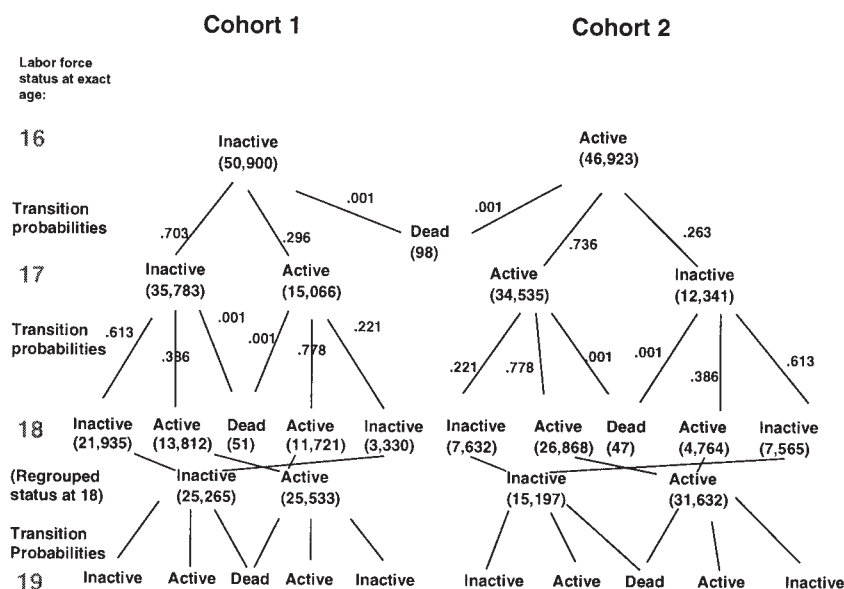 Cohort 1 Cohort 2
Labor force
status at exact
age:
16
Inactive
(50,900)
Active
(46,923)
Transition
probabilities
.703 .296 .001 .001 .736 .263
Dead
(98)
17
Inactive Active Active Inactive
(35,783) (15,066) (34,535) (12,341)
Transition
probabilities
.613 .386 .001 .001 .778 .221 .221 .778 .001 .001 .386 .613
18
Inactive Active Dead Active Inactive Inactive Active Dead Active Inactive
(21,935) (13,812) (51) (11,721) (3,330) (7,632) (26,868) (47) (4,764) (7,565)
(Regrouped
status at 18)
Inactive Active Inactive Active
(25,265) (25,533) (15,197) (31,632)
Transition
Probabilities
19
Inactive Active Dead Active Inactive Inactive Active Dead Active Inactive